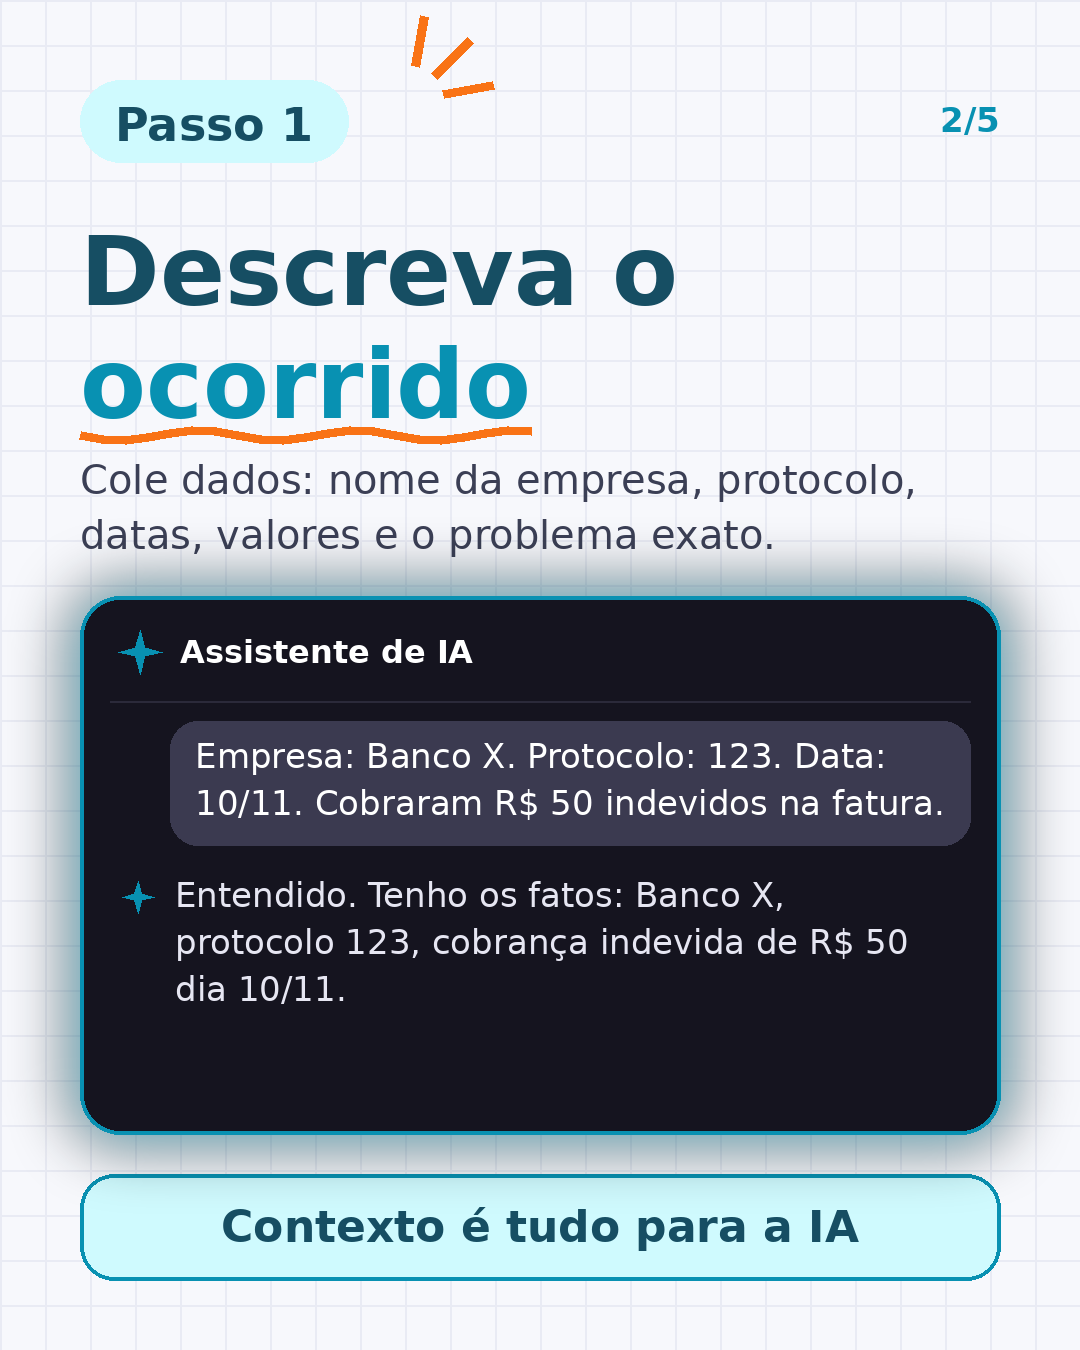 Passo 1
2/5
Descreva o
ocorrido
Cole dados: nome da empresa, protocolo,
datas, valores e o problema exato.
Assistente de IA
Empresa: Banco X. Protocolo: 123. Data:
10/11. Cobraram R$ 50 indevidos na fatura.
Entendido. Tenho os fatos: Banco X,
protocolo 123, cobrança indevida de R$ 50
dia 10/11.
Contexto é tudo para a IA